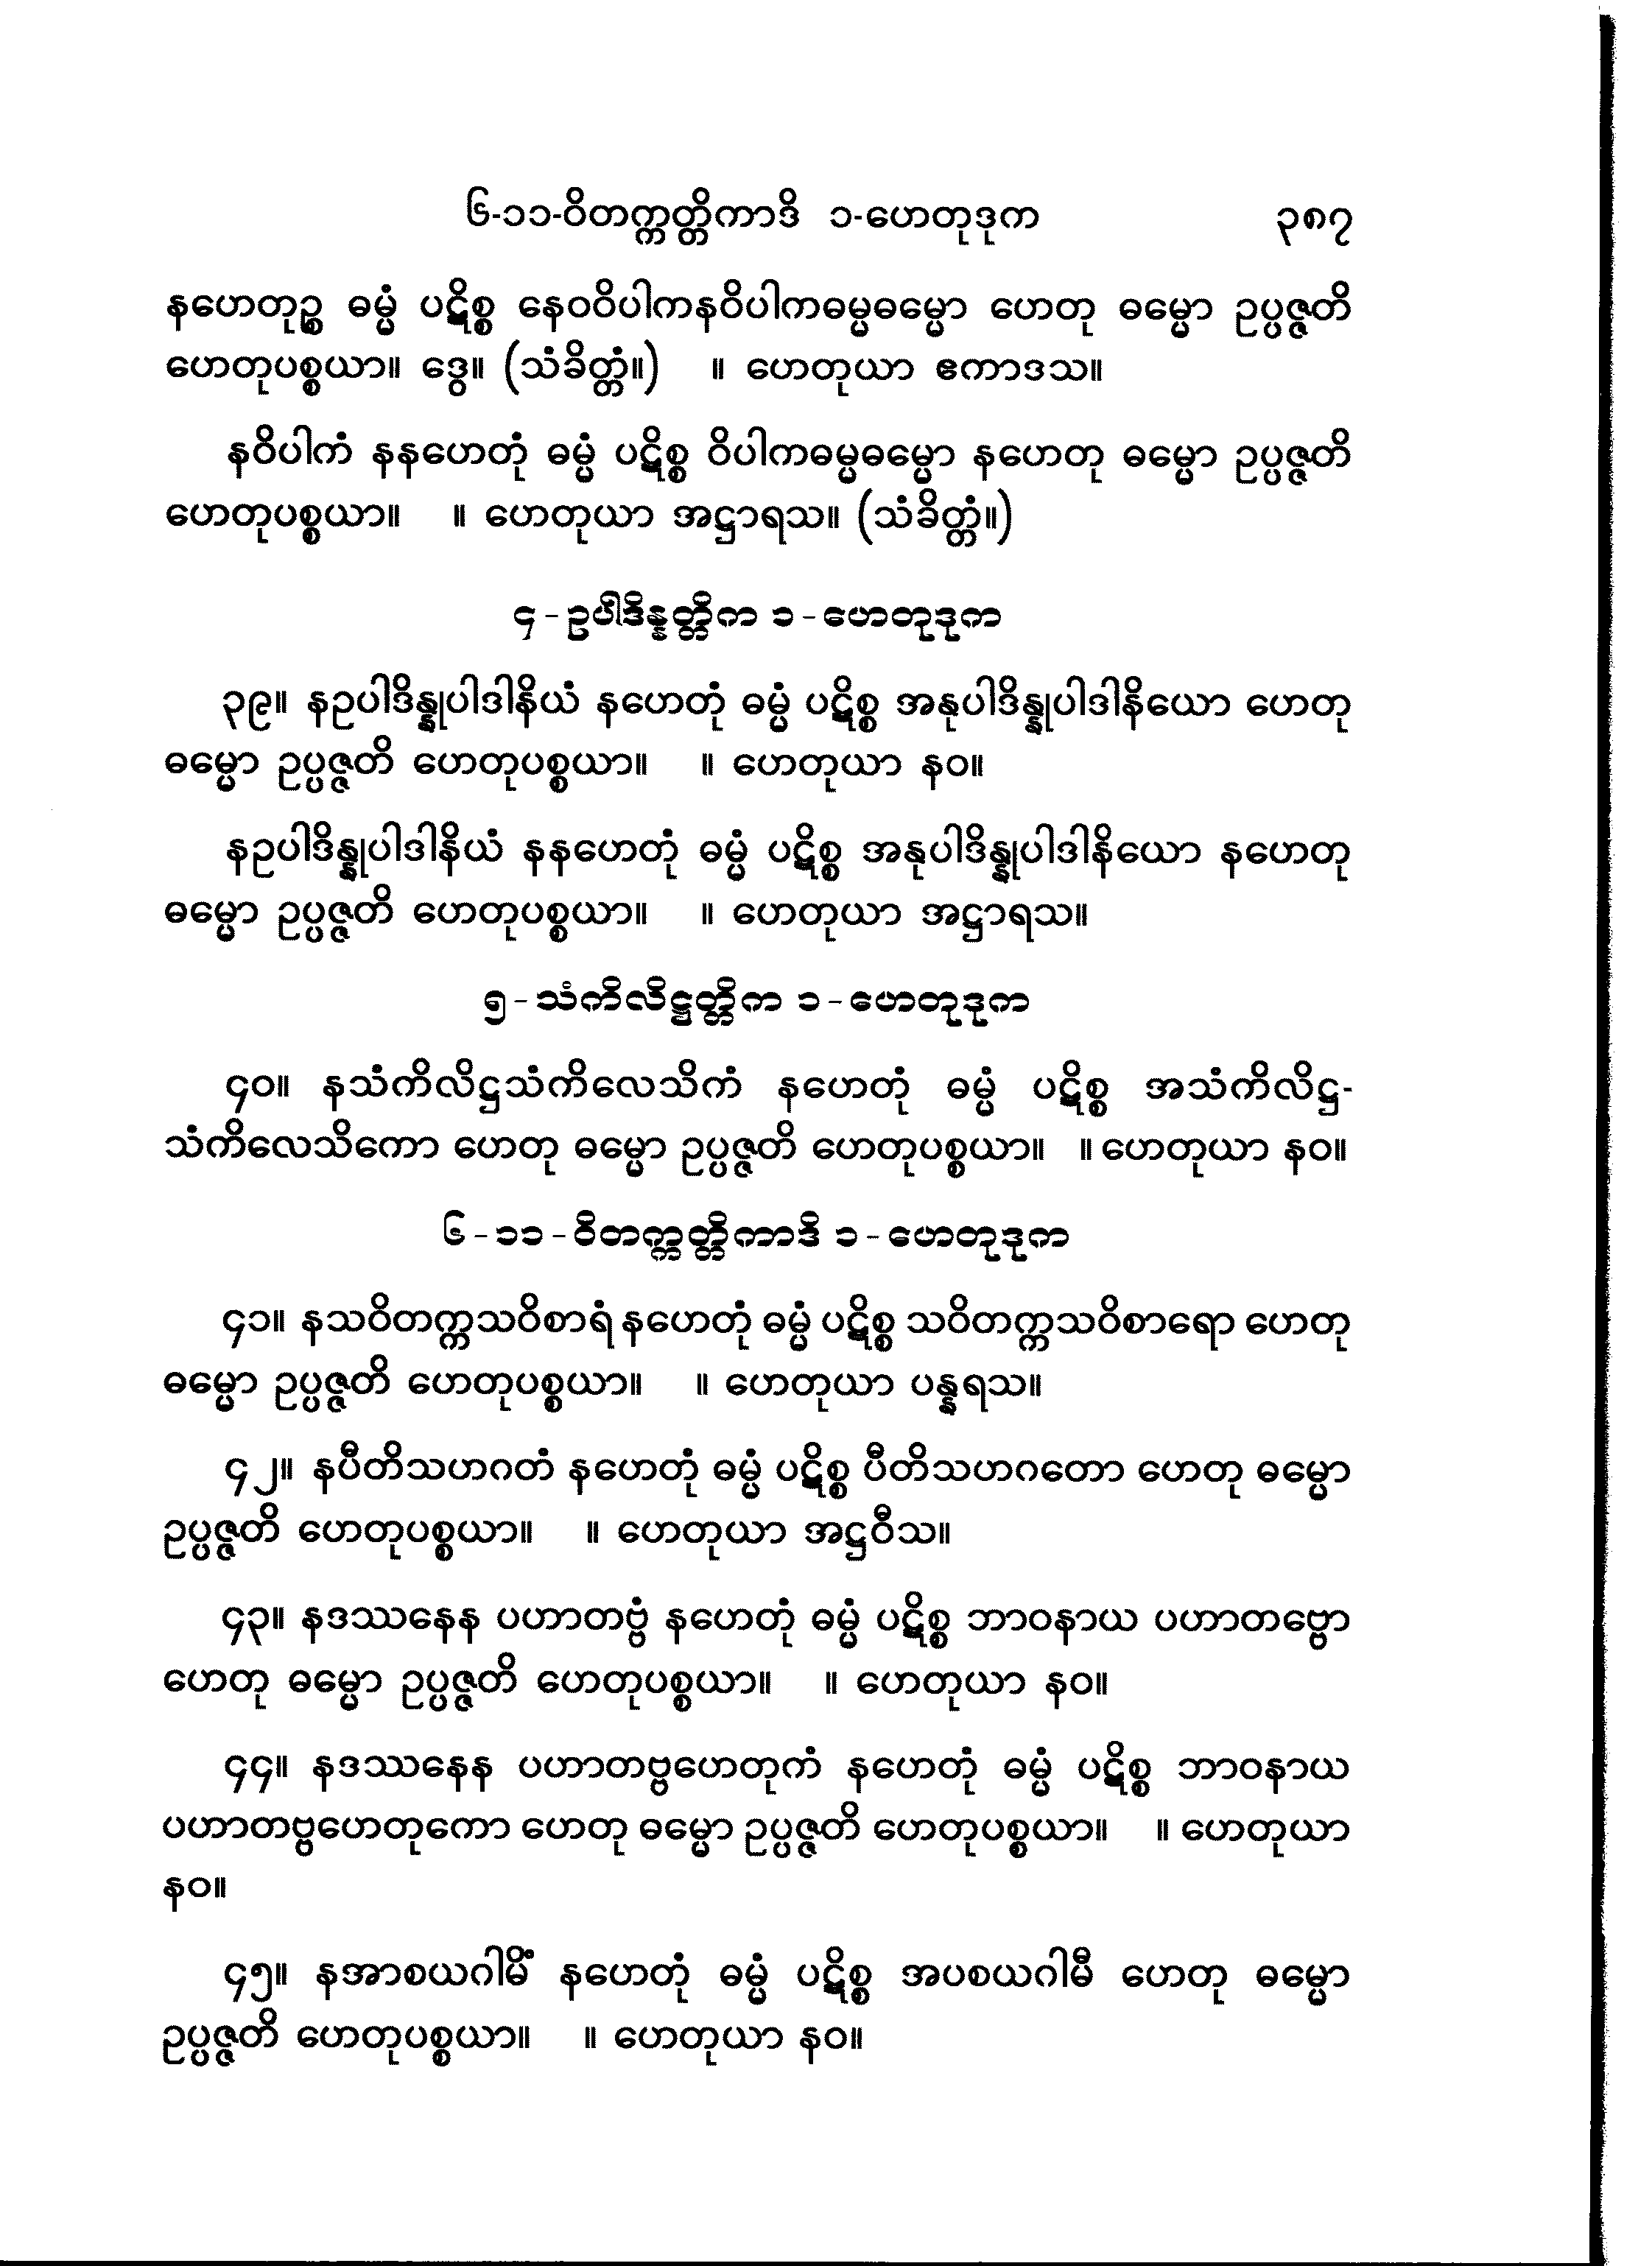 ၆-၁၁-ဝိတက္ကတ္တိကာဒိ ၁-ဟေတုဒုက ၃၈၇
နဟေတုဉ္စ ဓမ္မံ ပဋိစ္စ နေဝဝိပါကနဝိပါကဓမ္မဓမ္မော ဟေတု ဓမ္မော ဥပ္ပဇ္ဇတိ
ဟေတုပစ္စယာ။ ဒွေ။ (သံခိတ္တံ။) ။ ဟေတုယာ ဧကာဒသ။
နဝိပါကံ နနဟေတုံ ဓမ္မံ ပဋိစ္စ ဝိပါကဓမ္မဓမ္မော နဟေတု ဓမ္မော ဥပ္ပဇ္ဇတိ
ဟေတုပစ္စယာ။ ။ ဟေတုယာ အဋ္ဌာရသ။ (သံခိတ္တံ။)
၄-ဥပါဒိန္နတ္တိက ၁-ဟေတုဒုက
၃၉။ နဥပါဒိန္နုပါဒါနိယံ နဟေတုံ ဓမ္မံ ပဋိစ္စ အနုပါဒိန္နုပါဒါနိယော ဟေတု
ဓမ္မော ဥပ္ပဇ္ဇတိ ဟေတုပစ္စယာ။ ။ ဟေတုယာ နဝ။
နဥပါဒိန္နုပါဒါနိယံ နနဟေတုံ ဓမ္မံ ပဋိစ္စ အနုပါဒိန္နုပါဒါနိယော နဟေတု
ဓမ္မော ဥပ္ပဇ္ဇတိ ဟေတုပစ္စယာ။ ။ ဟေတုယာ အဋ္ဌာရသ။
၅-သံကိလိဋ္ဌတ္တိက ၁-ဟေတုဒုက
၄၀။ နသံကိလိဋ္ဌသံကိလေသိကံ နဟေတုံ ဓမ္မံ ပဋိစ္စ အသံကိလိဋ္ဌ-
သံကိလေသိကော ဟေတု ဓမ္မော ဥပ္ပဇ္ဇတိ ဟေတုပစ္စယာ။ ။ ဟေတုယာ နဝ။
၆-၁၁-ဝိတက္ကတ္တိကာဒိ ၁-ဟေတုဒုက
၄၁။ နသဝိတက္ကသဝိစာရံ နဟေတုံ ဓမ္မံ ပဋိစ္စ သဝိတက္ကသဝိစာရော ဟေတု
ဓမ္မော ဥပ္ပဇ္ဇတိ ဟေတုပစ္စယာ။ ။ ဟေတုယာ ပန္နရသ။
၄၂။ နပီတိသဟဂတံ နဟေတုံ ဓမ္မံ ပဋိစ္စ ပီတိသဟဂတော ဟေတု ဓမ္မော
ဥပ္ပဇ္ဇတိ ဟေတုပစ္စယာ။ ။ ဟေတုယာ အဋ္ဌဝီသ။
၄၃။ နဒဿနေန ပဟာတဗ္ဗံ နဟေတုံ ဓမ္မံ ပဋိစ္စ ဘာဝနာယ ပဟာတဗ္ဗော
ဟေတု ဓမ္မော ဥပ္ပဇ္ဇတိ ဟေတုပစ္စယာ။ ။ ဟေတုယာ နဝ။
၄၄။ နဒဿနေန ပဟာတဗ္ဗဟေတုကံ နဟေတုံ ဓမ္မံ ပဋိစ္စ ဘာဝနာယ
ပဟာတဗ္ဗဟေတုကော ဟေတု ဓမ္မော ဥပ္ပဇ္ဇတိ ဟေတုပစ္စယာ။ ။ ဟေတုယာ
နဝ။
၄၅။ နအာစယဂါမိံ နဟေတုံ ဓမ္မံ ပဋိစ္စ အပစယဂါမီ ဟေတု ဓမ္မော
ဥပ္ပဇ္ဇတိ ဟေတုပစ္စယာ။ ။ ဟေတုယာ နဝ။